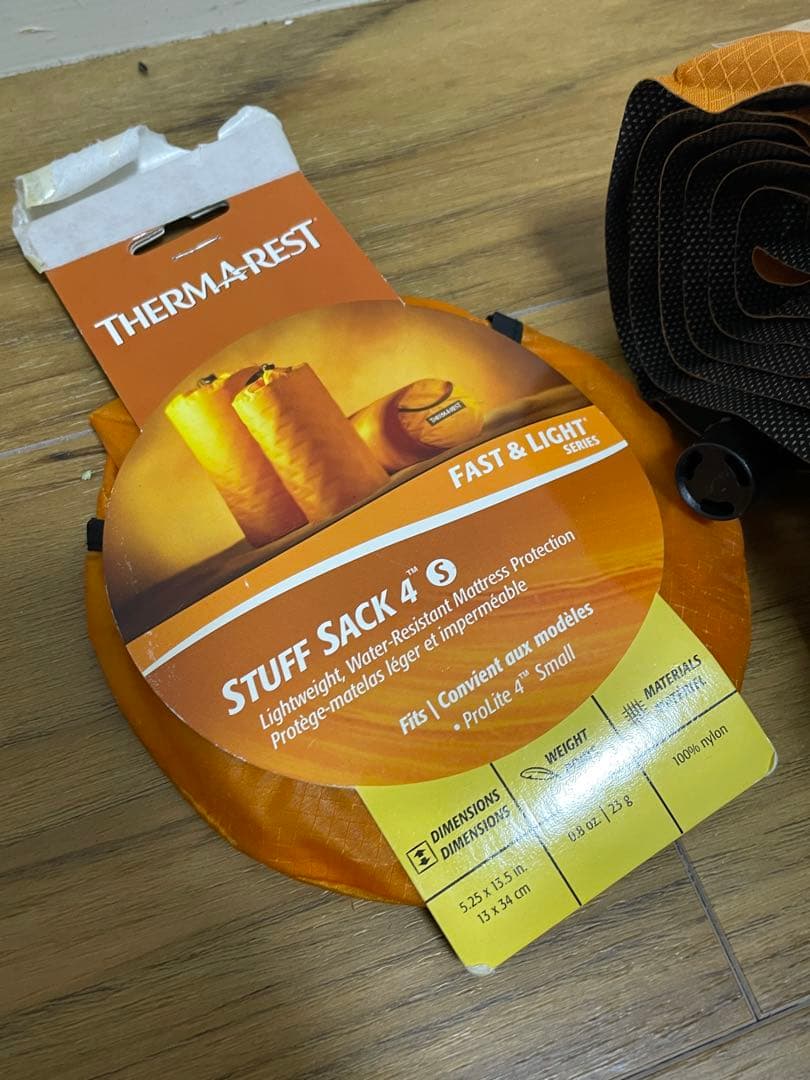 THERMAREST
THERMAREST
FAST & LIGHT
SERIES
STUFF SACK 4™ S
Lightweight, Water-Resistant Mattress Protection
Protège-matelas léger et imperméable
Fits | Convient aux modèles
• ProLite 4™ Small
DIMENSIONS
DIMENSIONS
5.25 x 13.5 in.
13 x 34 cm
WEIGHT
0.8 oz. | 23 g
MATERIALS
MATÉRIEL
100% nylon